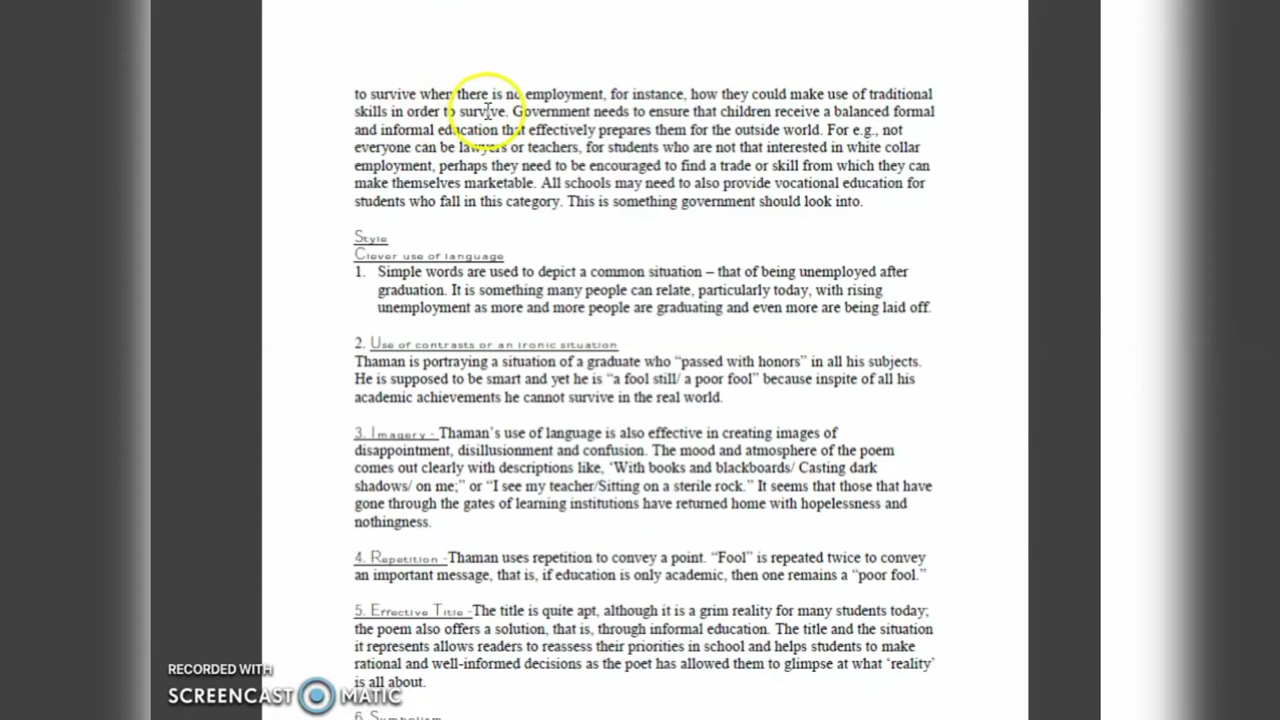 to survive when there is no employment, for instance, how they could make use of traditional
skills in order to survive. Government needs to ensure that children receive a balanced formal
and informal education that effectively prepares them for the outside world. For e.g., not
everyone can be lawyers or teachers, for students who are not that interested in white collar
employment, perhaps they need to be encouraged to find a trade or skill from which they can
make themselves marketable. All schools may need to also provide vocational education for
students who fall in this category. This is something government should look into.
Style
Clever use of language
1. Simple words are used to depict a common situation – that of being unemployed after
graduation. It is something many people can relate, particularly today, with rising
unemployment as more and more people are graduating and even more are being laid off.
2. Use of contrasts or an ironic situation
Thaman is portraying a situation of a graduate who “passed with honors” in all his subjects.
He is supposed to be smart and yet he is “a fool still/ a poor fool” because inspite of all his
academic achievements he cannot survive in the real world.
3. Imagery - Thaman’s use of language is also effective in creating images of
disappointment, disillusionment and confusion. The mood and atmosphere of the poem
comes out clearly with descriptions like, ‘With books and blackboards/ Casting dark
shadows/ on me;” or “I see my teacher/Sitting on a sterile rock.” It seems that those that have
gone through the gates of learning institutions have returned home with hopelessness and
nothingness.
4. Repetition -Thaman uses repetition to convey a point. “Fool” is repeated twice to convey
an important message, that is, if education is only academic, then one remains a “poor fool.”
5. Effective Title -The title is quite apt, although it is a grim reality for many students today;
the poem also offers a solution, that is, through informal education. The title and the situation
it represents allows readers to reassess their priorities in school and helps students to make
rational and well-informed decisions as the poet has allowed them to glimpse at what ‘reality’
is all about.
6. Symbolism
RECORDED WITH
SCREENCAST MATIC